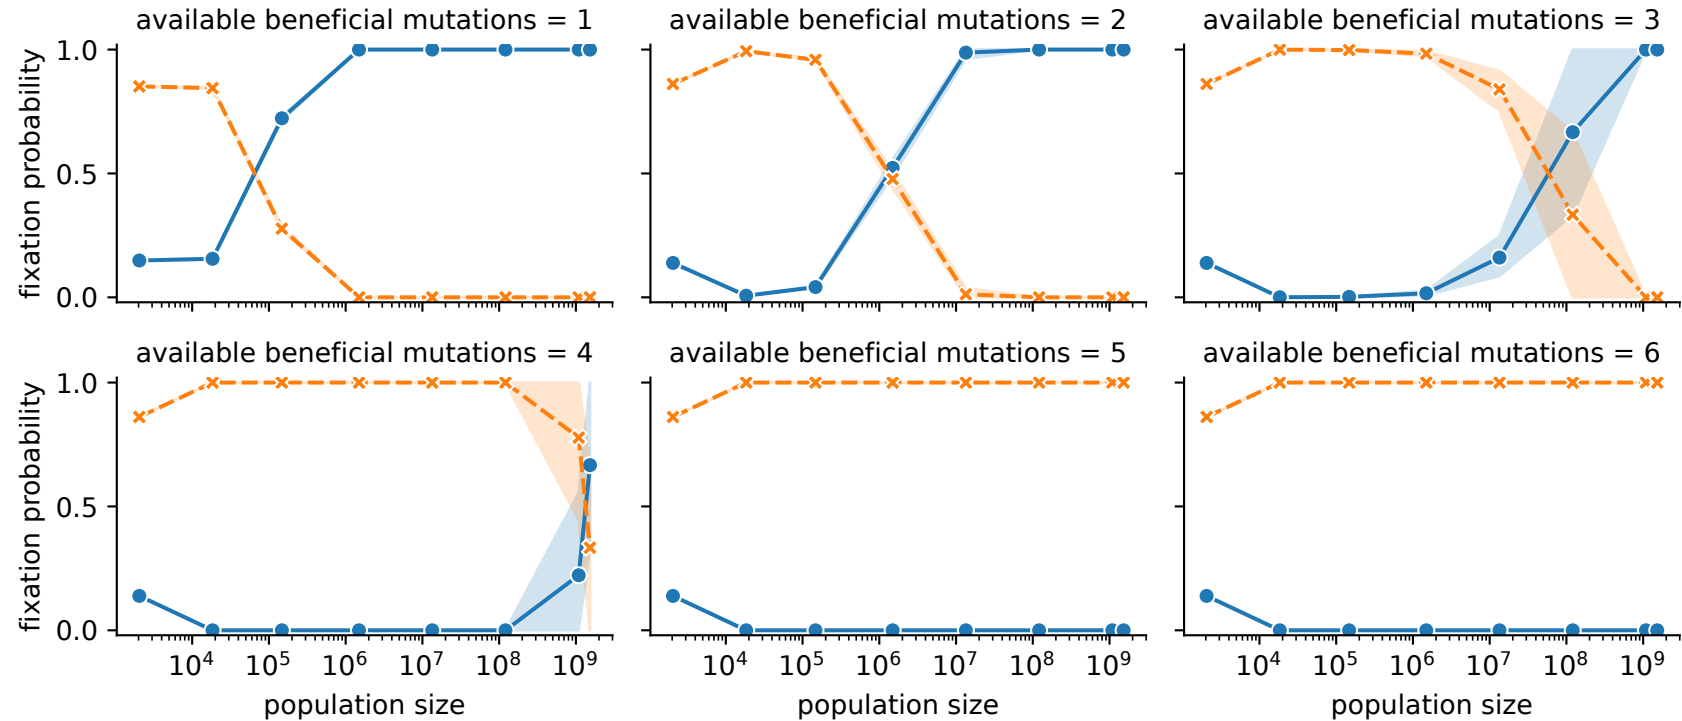 available beneficial mutations = 1
available beneficial mutations = 2
available beneficial mutations = 3
fixation probability
1.0
0.5
0.0
available beneficial mutations = 4
available beneficial mutations = 5
available beneficial mutations = 6
fixation probability
1.0
0.5
0.0
10⁴ 10⁵ 10⁶ 10⁷ 10⁸ 10⁹
10⁴ 10⁵ 10⁶ 10⁷ 10⁸ 10⁹
10⁴ 10⁵ 10⁶ 10⁷ 10⁸ 10⁹
population size
population size
population size